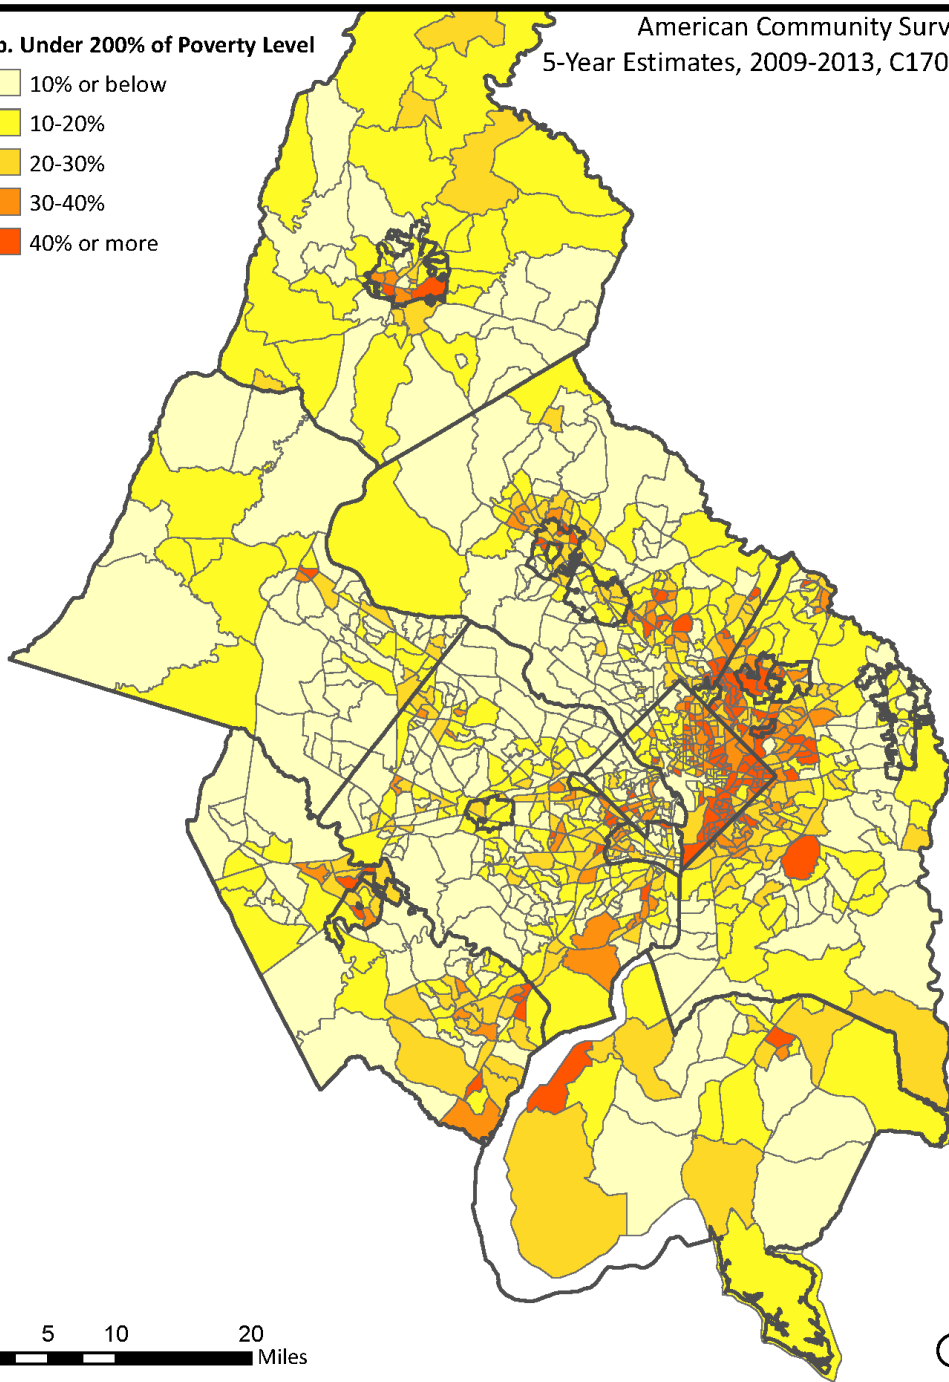 American Community Surv
5-Year Estimates, 2009-2013, C170
p. Under 200% of Poverty Level
10% or below
10-20%
20-30%
30-40%
40% or more
5 10 20
Miles